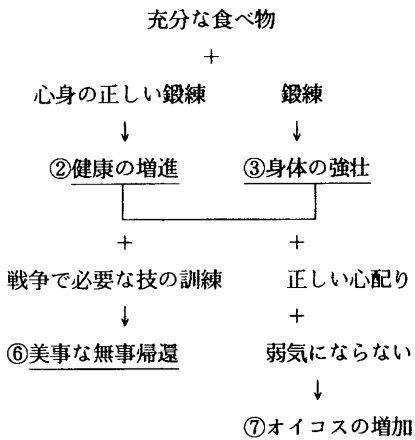 充分な食べ物
+
心身の正しい鍛練 鍛練
↓ ↓
②健康の増進 ③身体の強壮
+ +
戦争で必要な技の訓練 正しい心配り
↓ +
⑥美事な無事帰還 弱気にならない
↓
⑦オイコスの増加